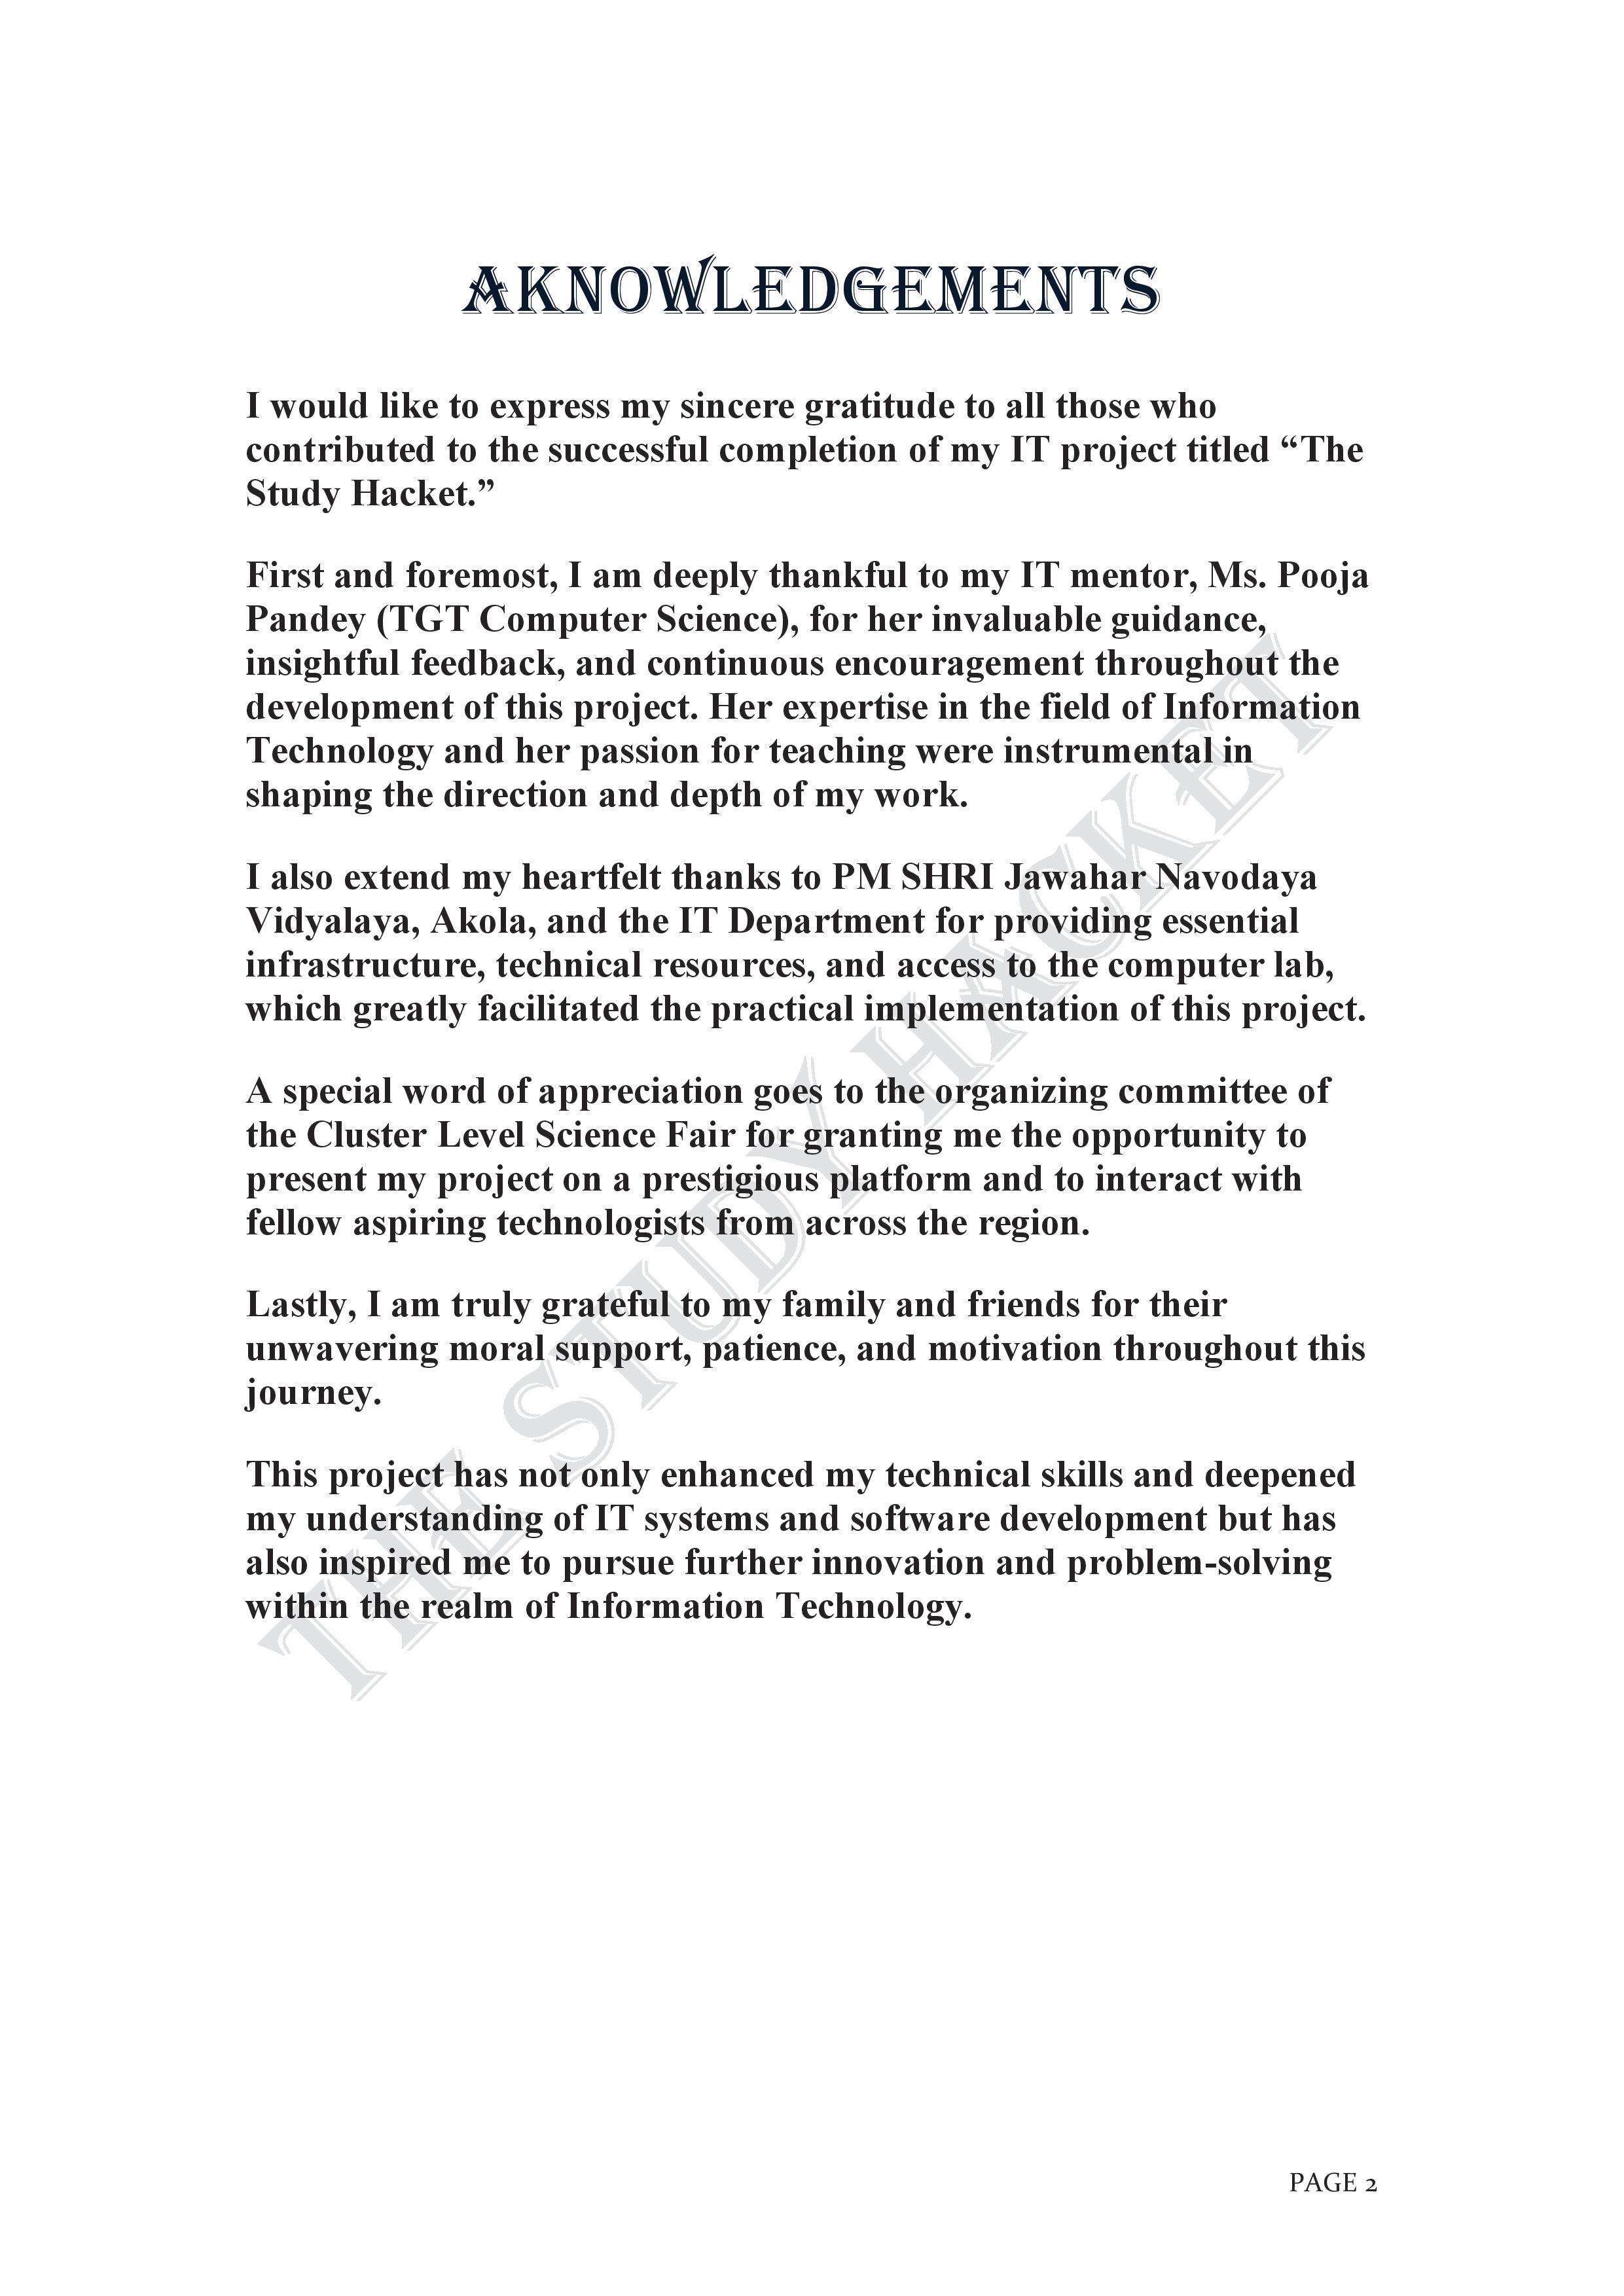 AKNOWLEDGEMENTS
I would like to express my sincere gratitude to all those who
contributed to the successful completion of my IT project titled “The
Study Hacket.”
First and foremost, I am deeply thankful to my IT mentor, Ms. Pooja
Pandey (TGT Computer Science), for her invaluable guidance,
insightful feedback, and continuous encouragement throughout the
development of this project. Her expertise in the field of Information
Technology and her passion for teaching were instrumental in
shaping the direction and depth of my work.
I also extend my heartfelt thanks to PM SHRI Jawahar Navodaya
Vidyalaya, Akola, and the IT Department for providing essential
infrastructure, technical resources, and access to the computer lab,
which greatly facilitated the practical implementation of this project.
A special word of appreciation goes to the organizing committee of
the Cluster Level Science Fair for granting me the opportunity to
present my project on a prestigious platform and to interact with
fellow aspiring technologists from across the region.
Lastly, I am truly grateful to my family and friends for their
unwavering moral support, patience, and motivation throughout this
journey.
This project has not only enhanced my technical skills and deepened
my understanding of IT systems and software development but has
also inspired me to pursue further innovation and problem-solving
within the realm of Information Technology.
THE STUDY HACKET
PAGE 2